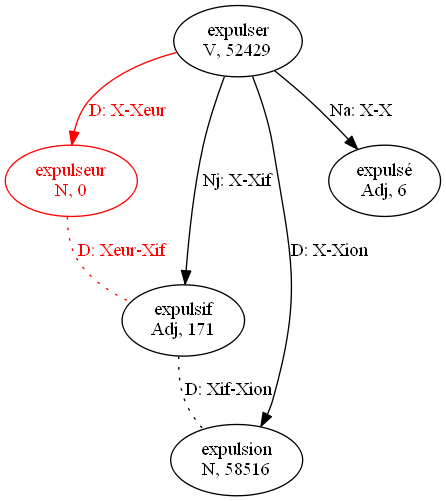 expulser
V, 52429
D: X-Xeur
Na: X-X
expulseur
N, 0
Nj: X-Xif
expulsé
Adj, 6
D: Xeur-Xif
D: X-Xion
expulsif
Adj, 171
D: Xif-Xion
expulsion
N, 58516